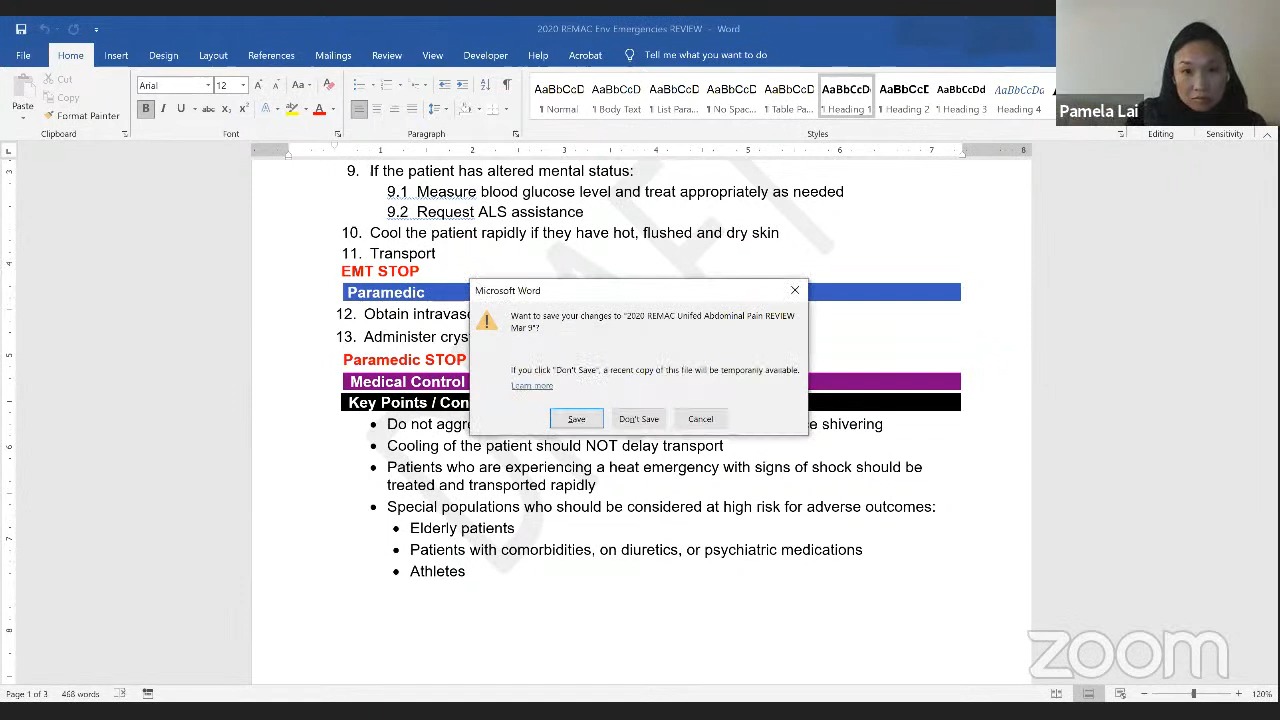 2020 REMAC Env Emergencies REVIEW - Word
File Home Insert Design Layout References Mailings Review View Developer Help Acrobat Tell me what you want to do
Pamela Lai
Paste
Cut
Copy
Format Painter
Arial 12
AaBbCcD AaBbCcD AaBbCcD AaBbCcD AaBbCcD AaBbCcD AaBbCcD AaBbCcDd AaBbCcDd
¶ Normal ¶ Body Text ¶ List Para... ¶ No Spac... ¶ Table Pa... ¶ Heading 1 ¶ Heading 2 ¶ Heading 3 ¶ Heading 4
Clipboard Font Paragraph Styles Editing Sensitivity
1 2 3 4 5 6 7 8
DRAFT
9. If the patient has altered mental status:
9.1 Measure blood glucose level and treat appropriately as needed
9.2 Request ALS assistance
10. Cool the patient rapidly if they have hot, flushed and dry skin
11. Transport
EMT STOP
Paramedic
12. Obtain intravas
13. Administer crys
Paramedic STOP
Medical Control
Key Points / Con
Do not aggre
e shivering
Cooling of the patient should NOT delay transport
Patients who are experiencing a heat emergency with signs of shock should be
treated and transported rapidly
Special populations who should be considered at high risk for adverse outcomes:
Elderly patients
Patients with comorbidities, on diuretics, or psychiatric medications
Athletes
Microsoft Word
Want to save your changes to "2020 REMAC Unifed Abdominal Pain REVIEW
Mar 9"?
If you click "Don't Save", a recent copy of this file will be temporarily available.
Learn more
Save Don't Save Cancel
zoom
Page 1 of 3 468 words 120%